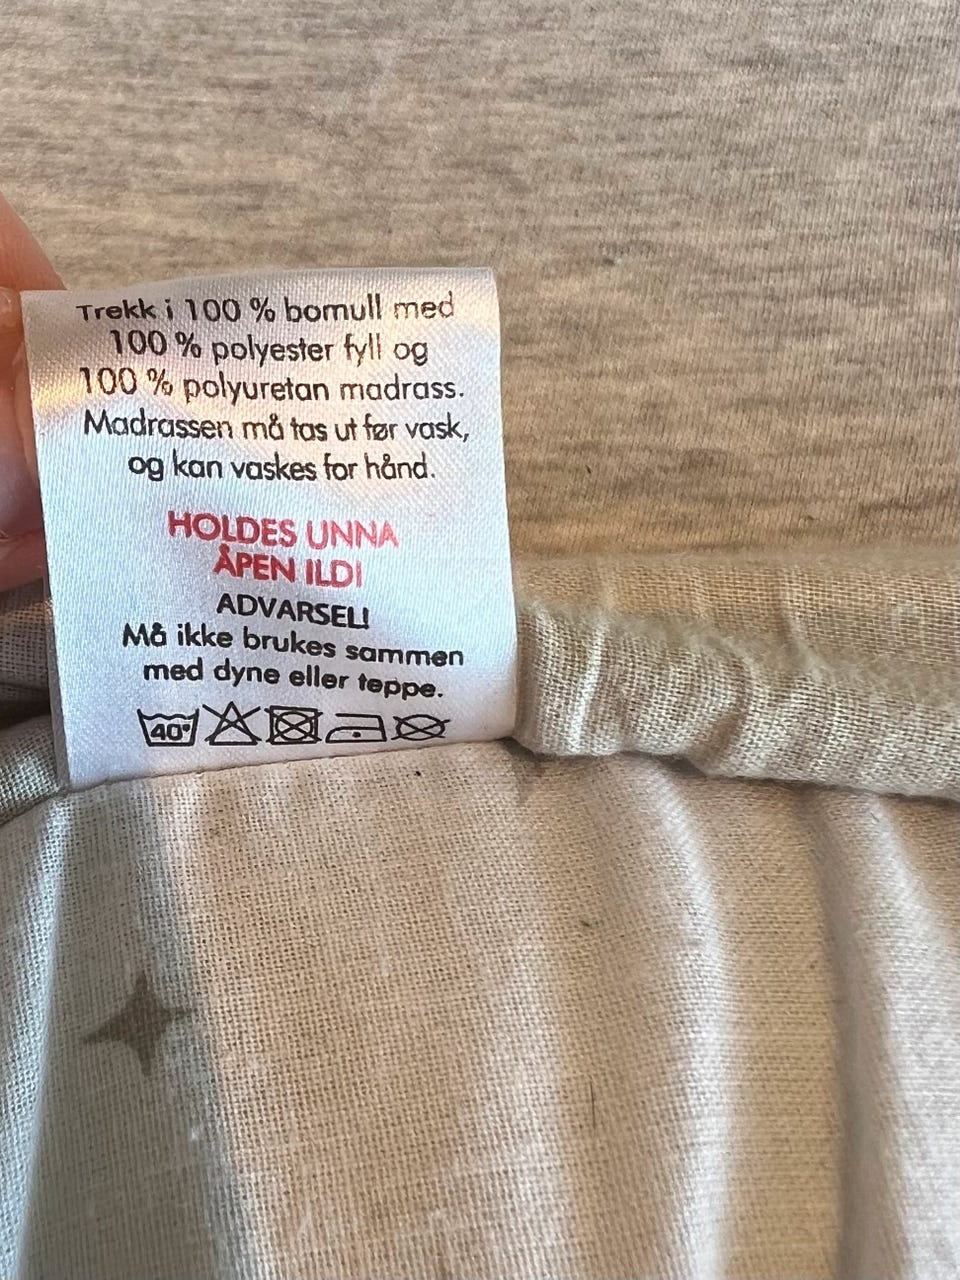 Trekk i 100 % bomull med
100 % polyester fyll og
100 % polyuretan madrass.
Madrassen må tas ut før vask,
og kan vaskes for hånd.
HOLDES UNNA
ÅPEN ILD!
ADVARSEL!
Må ikke brukes sammen
med dyne eller teppe.
40°